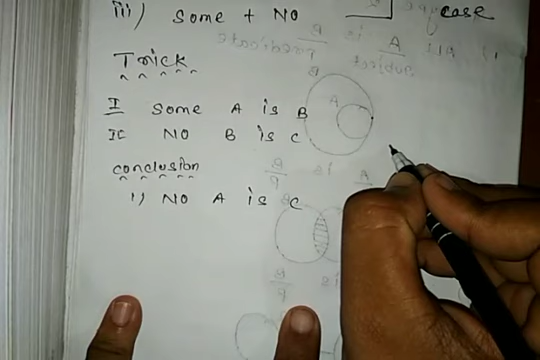 iii) Some + NO case
Trick
I Some A is B
II NO B is C
conclusion
1) NO A is C